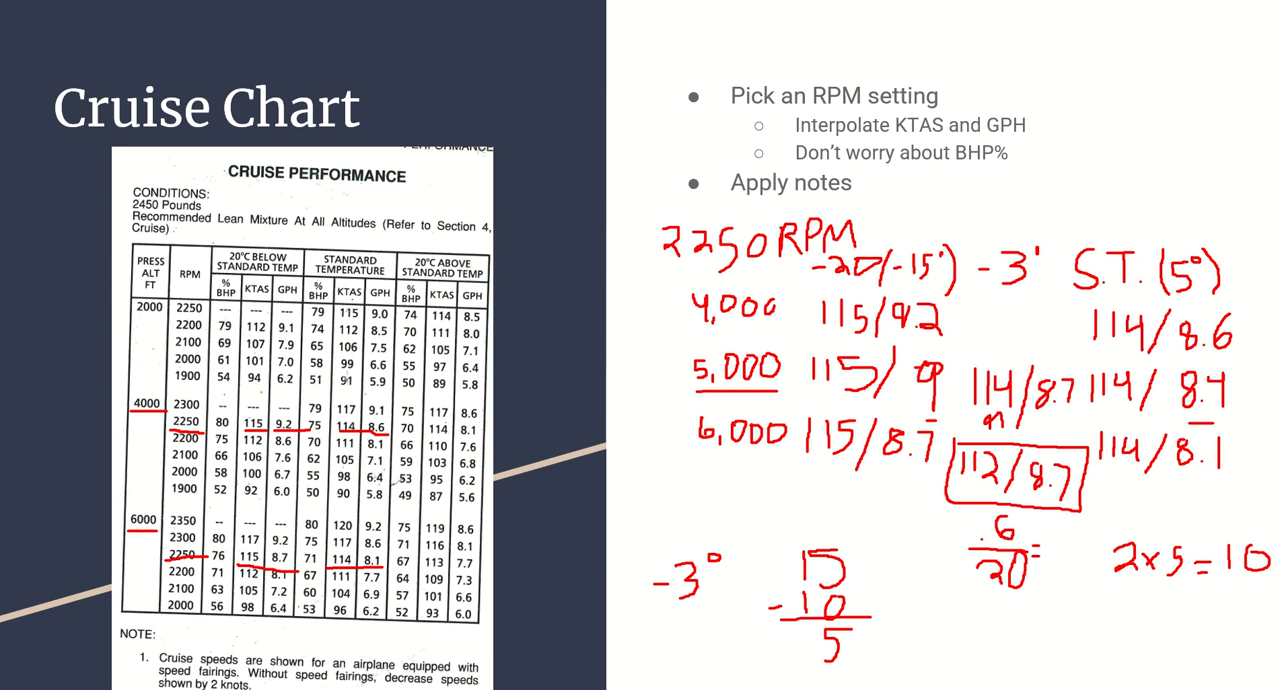 Cruise Chart
CRUISE PERFORMANCE
CONDITIONS:
2450 Pounds
Recommended Lean Mixture At All Altitudes (Refer to Section 4,
Cruise)
PRESS ALT FT RPM 20°C BELOW STANDARD TEMP STANDARD TEMPERATURE 20°C ABOVE STANDARD TEMP
% BHP KTAS GPH % BHP KTAS GPH % BHP KTAS GPH
2000 2250 --- --- --- 79 115 9.0 74 114 8.5
2200 79 112 9.1 74 112 8.5 70 111 8.0
2100 69 107 7.9 65 106 7.5 62 105 7.1
2000 61 101 7.0 58 99 6.6 55 97 6.4
1900 54 94 6.2 51 91 5.9 50 89 5.8
4000 2300 -- --- --- 79 117 9.1 75 117 8.6
2250 80 115 9.2 75 114 8.6 70 114 8.1
2200 75 112 8.6 70 111 8.1 66 110 7.6
2100 66 106 7.6 62 105 7.1 59 103 6.8
2000 58 100 6.7 55 98 6.4 53 95 6.2
1900 52 92 6.0 50 90 5.8 49 87 5.6
6000 2350 -- --- --- 80 120 9.2 75 119 8.6
2300 80 117 9.2 75 117 8.6 71 116 8.1
2250 76 115 8.7 71 114 8.1 67 113 7.7
2200 71 112 8.1 67 111 7.7 64 109 7.3
2100 63 105 7.2 60 104 6.9 57 101 6.6
2000 56 98 6.4 53 96 6.2 52 93 6.0
NOTE:
1. Cruise speeds are shown for an airplane equipped with
speed fairings. Without speed fairings, decrease speeds
shown by 2 knots.
● Pick an RPM setting
○ Interpolate KTAS and GPH
○ Don’t worry about BHP%
● Apply notes
2250 RPM
-20(-15°) -3° S.T. (5°)
4,000 115/9.2 114/8.6
5,000 115/9 114/8.7 114/8.4
6,000 115/8.7 112/8.7 114/8.1
-3° 15 .6 2x5=10
-10 20 =
5